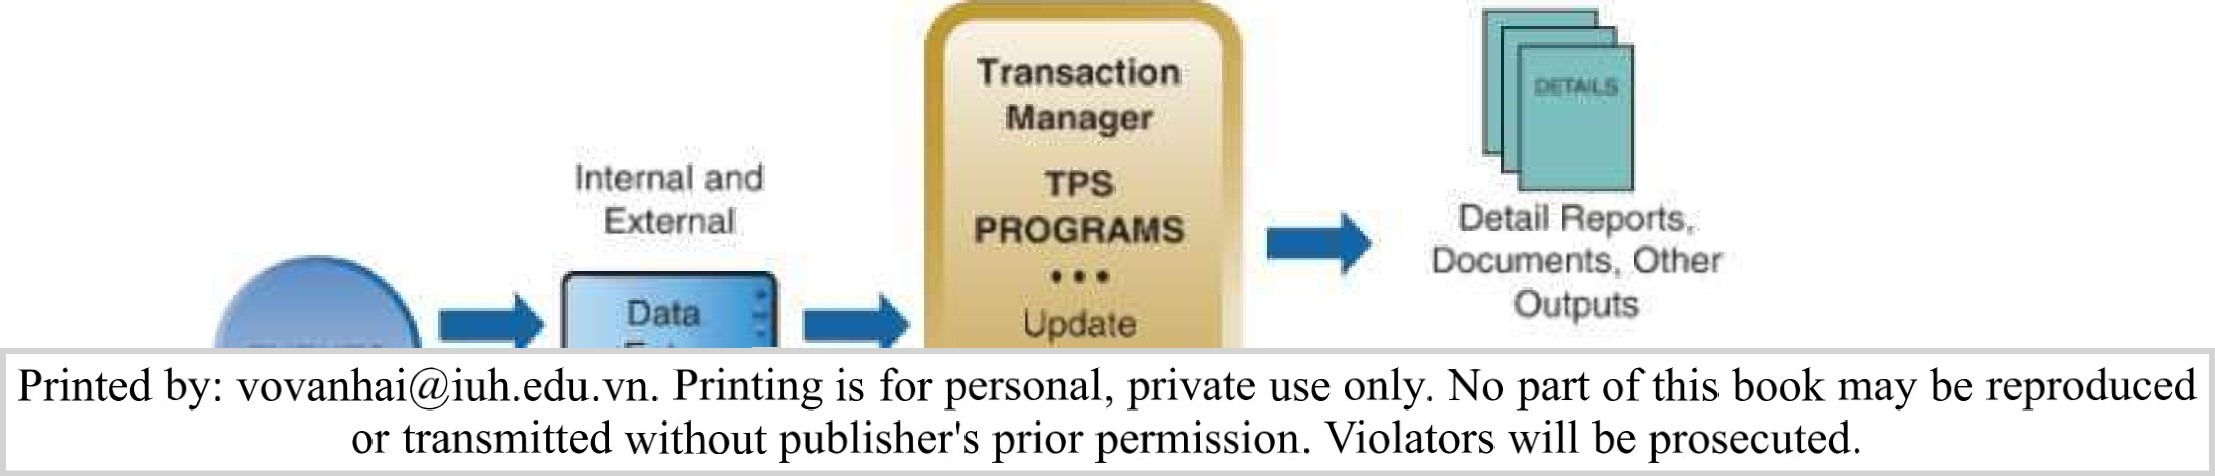 Transaction
Manager
TPS
PROGRAMS
•••
Update
Internal and
External
Data
DETAILS
Detail Reports,
Documents, Other
Outputs
Printed by: vovanhai@iuh.edu.vn. Printing is for personal, private use only. No part of this book may be reproduced
or transmitted without publisher's prior permission. Violators will be prosecuted.